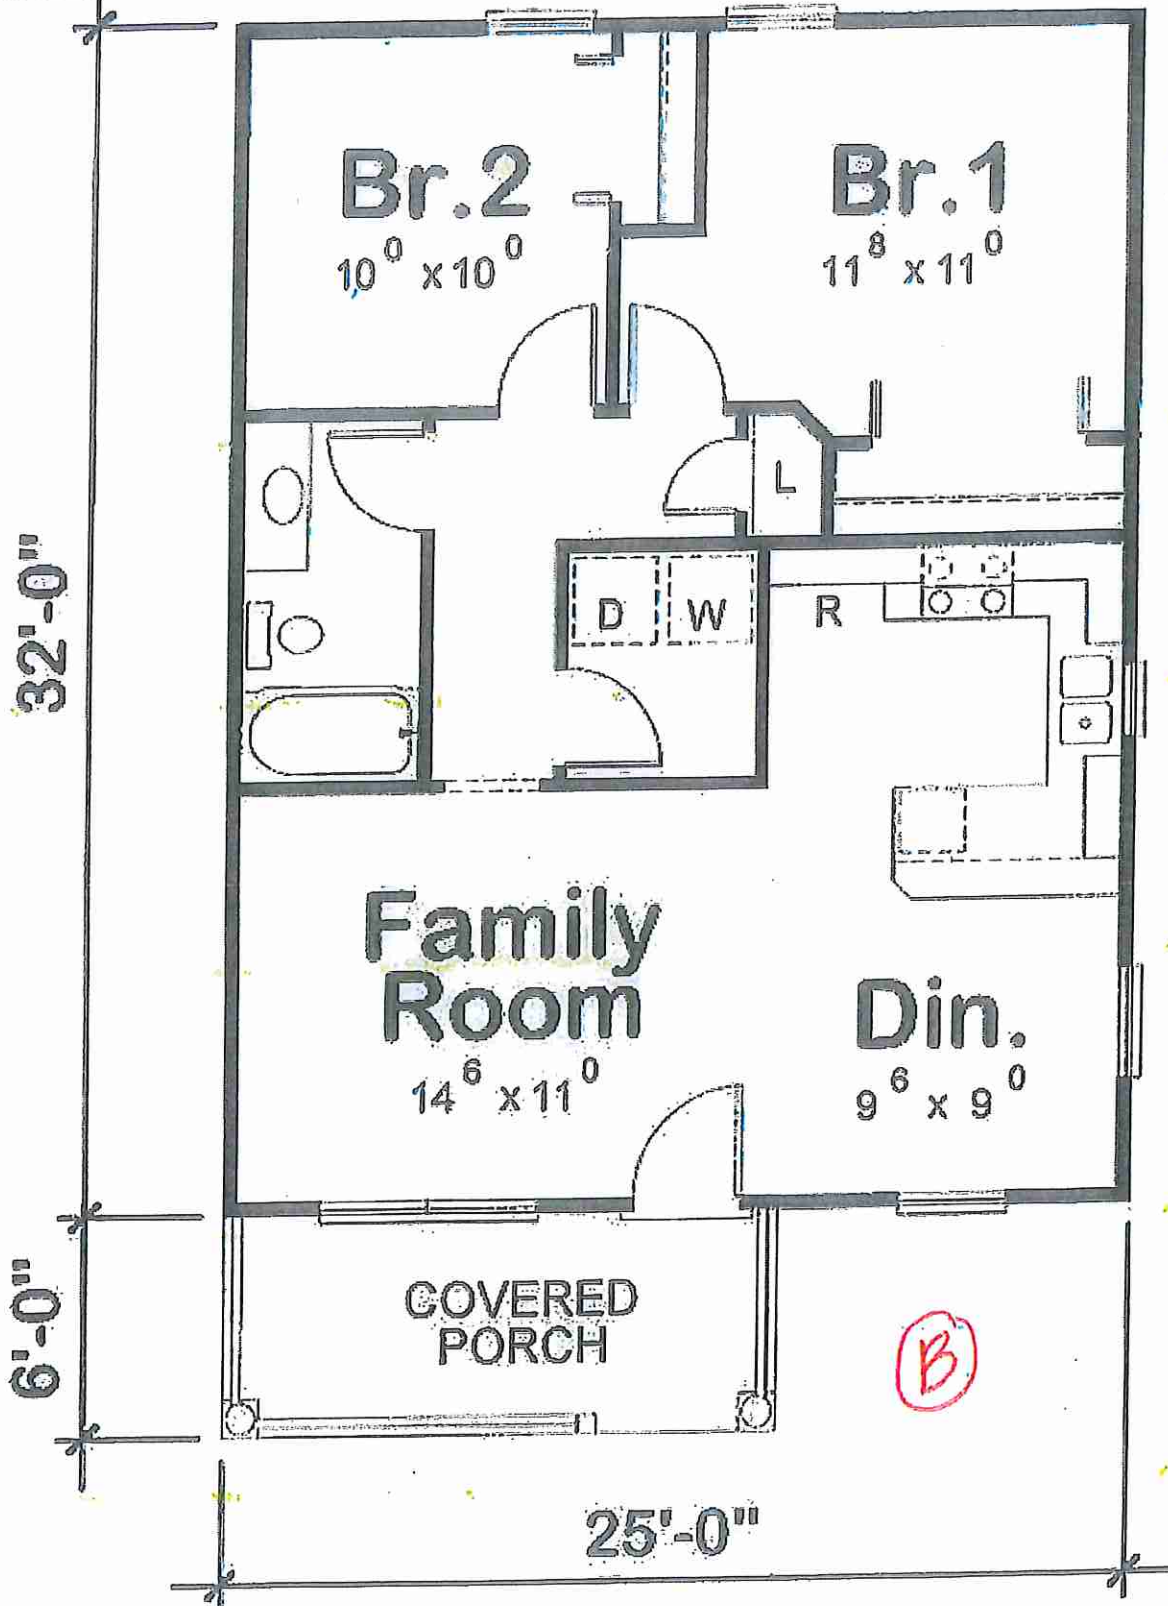 Br.2
10⁰ x 10⁰
Br.1
11⁸ x 11⁰
L
D
W
R
32'-0"
Family
Room
14⁶ x 11⁰
Din.
9⁶ x 9⁰
6'-0"
COVERED
PORCH
B
25'-0"